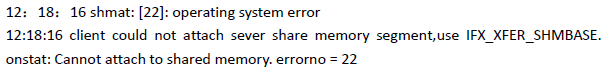 12：18：16 shmat: [22]: operating system error
12:18:16 client could not attach sever share memory segment,use IFX_XFER_SHMBASE.
onstat: Cannot attach to shared memory. errorno = 22